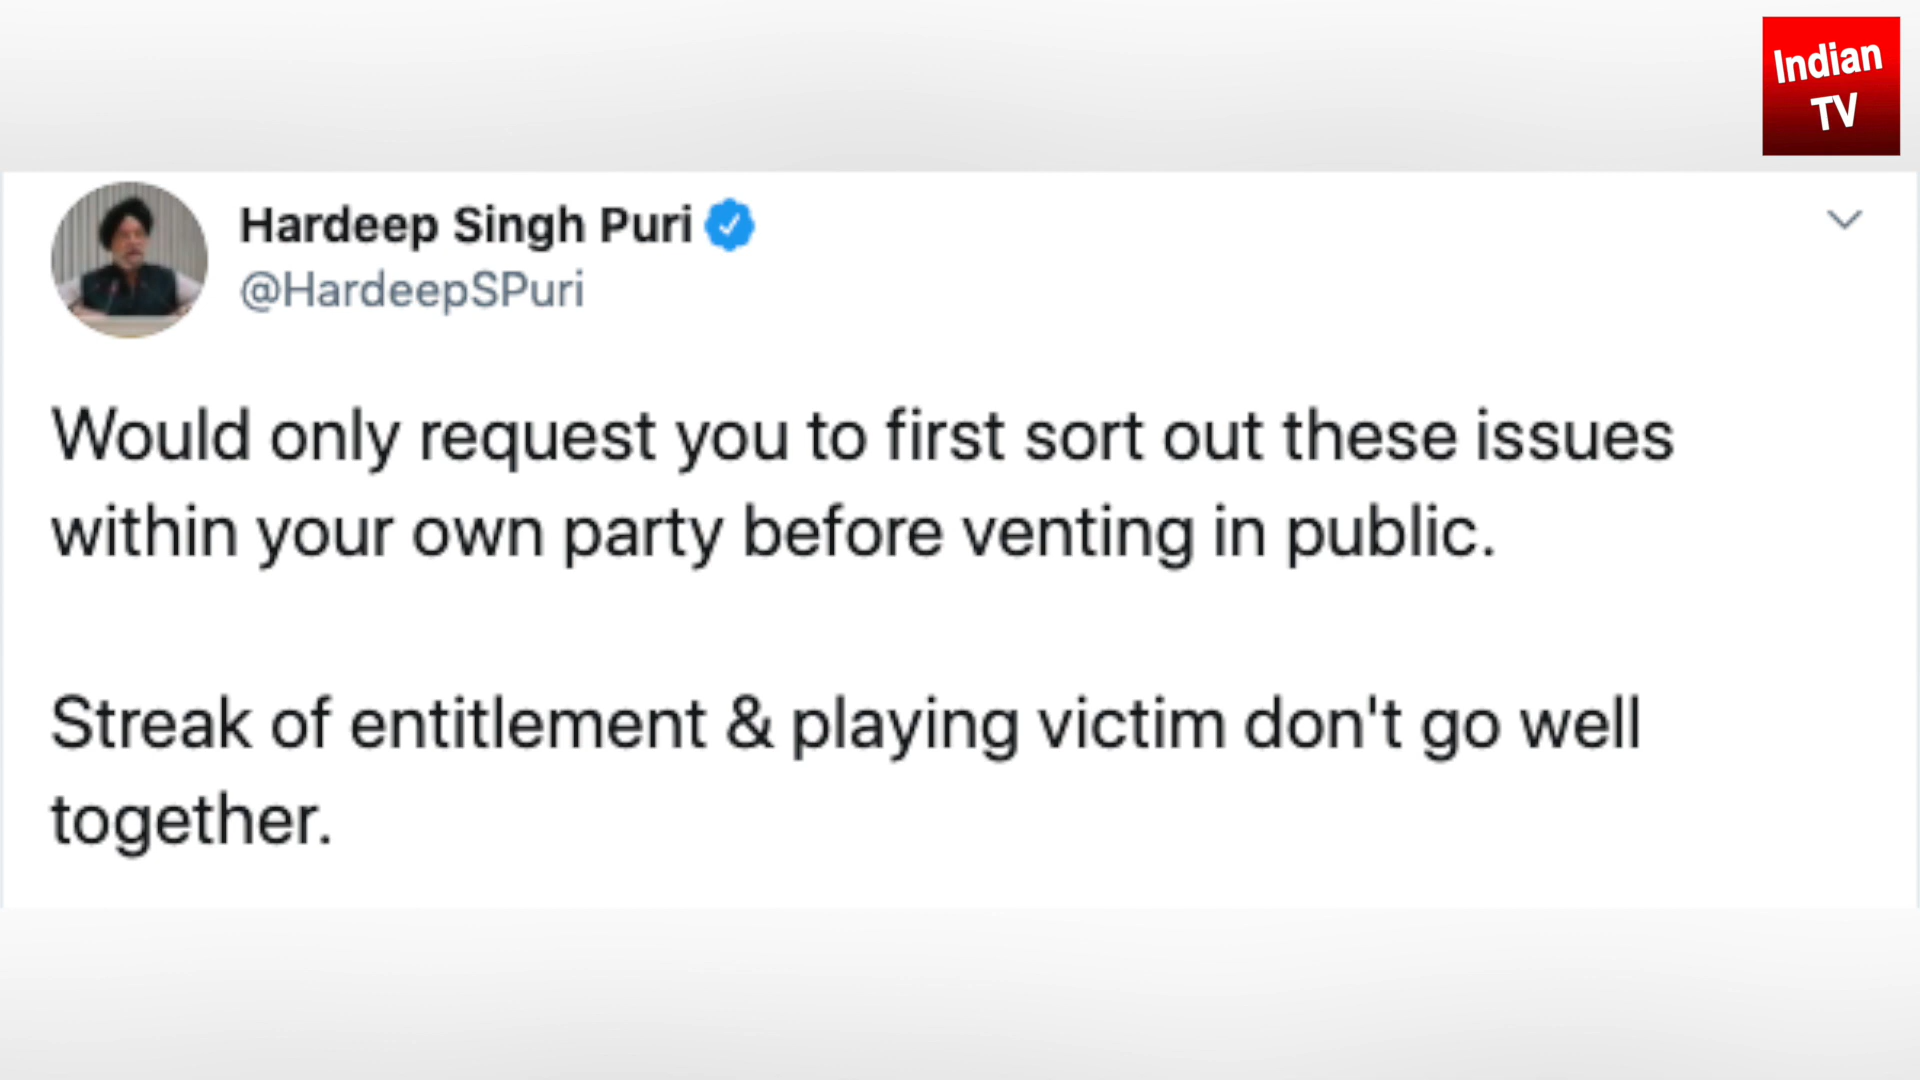 Indian
TV
Hardeep Singh Puri
@HardeepSPuri
Would only request you to first sort out these issues
within your own party before venting in public.
Streak of entitlement & playing victim don't go well
together.